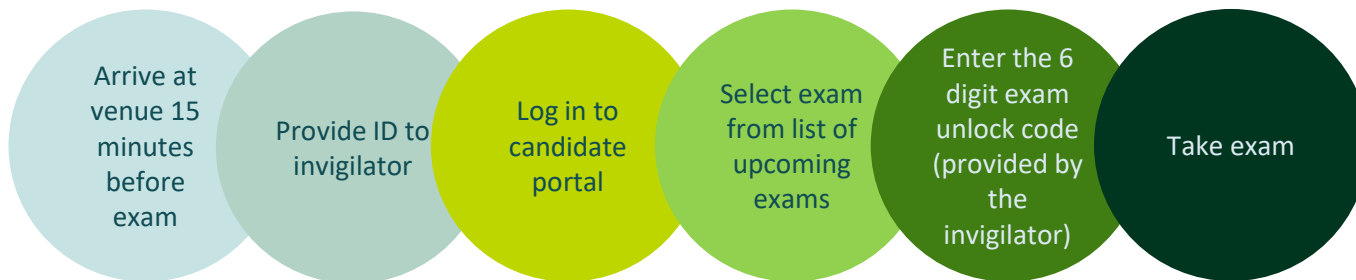 Arrive at
venue 15
minutes
before
exam
Provide ID to
invigilator
Log in to
candidate
portal
Select exam
from list of
upcoming
exams
Enter the 6
digit exam
unlock code
(provided by
the
invigilator)
Take exam